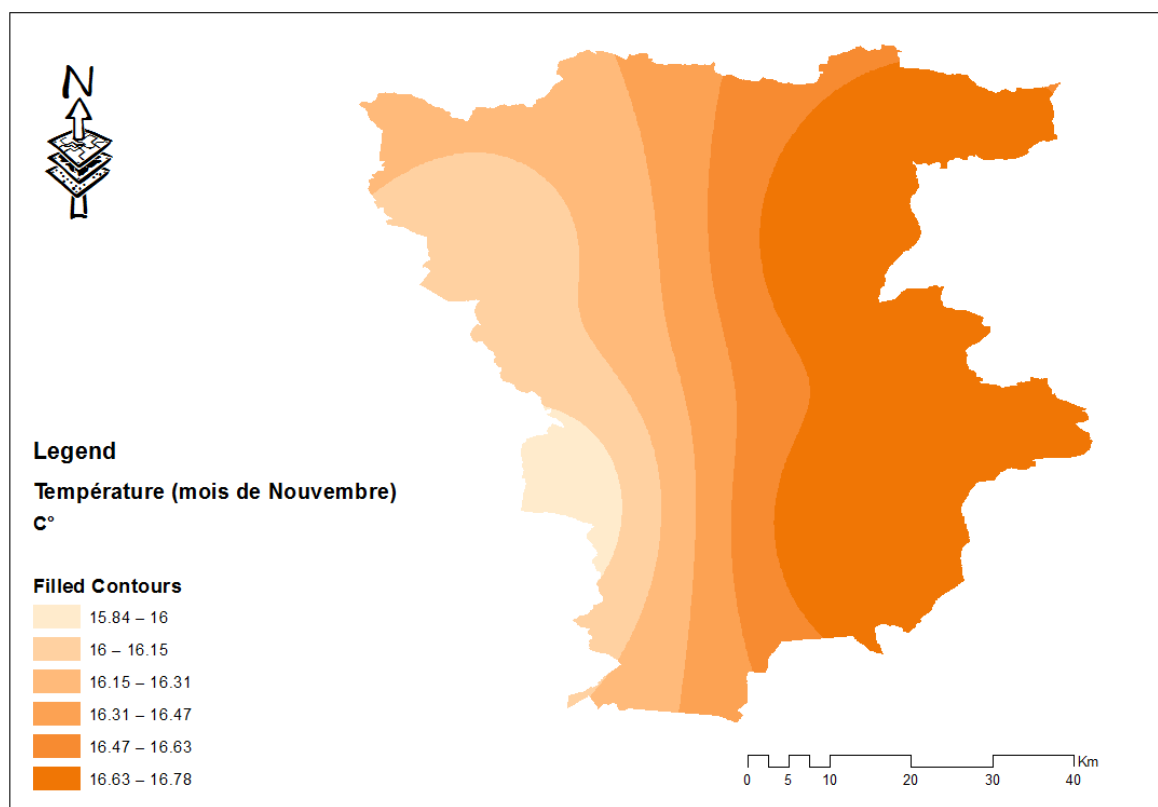 N
Legend
Température (mois de Nouvembre)
C°
Filled Contours
15.84 – 16
16 – 16.15
16.15 – 16.31
16.31 – 16.47
16.47 – 16.63
16.63 – 16.78
Km
0 5 10 20 30 40